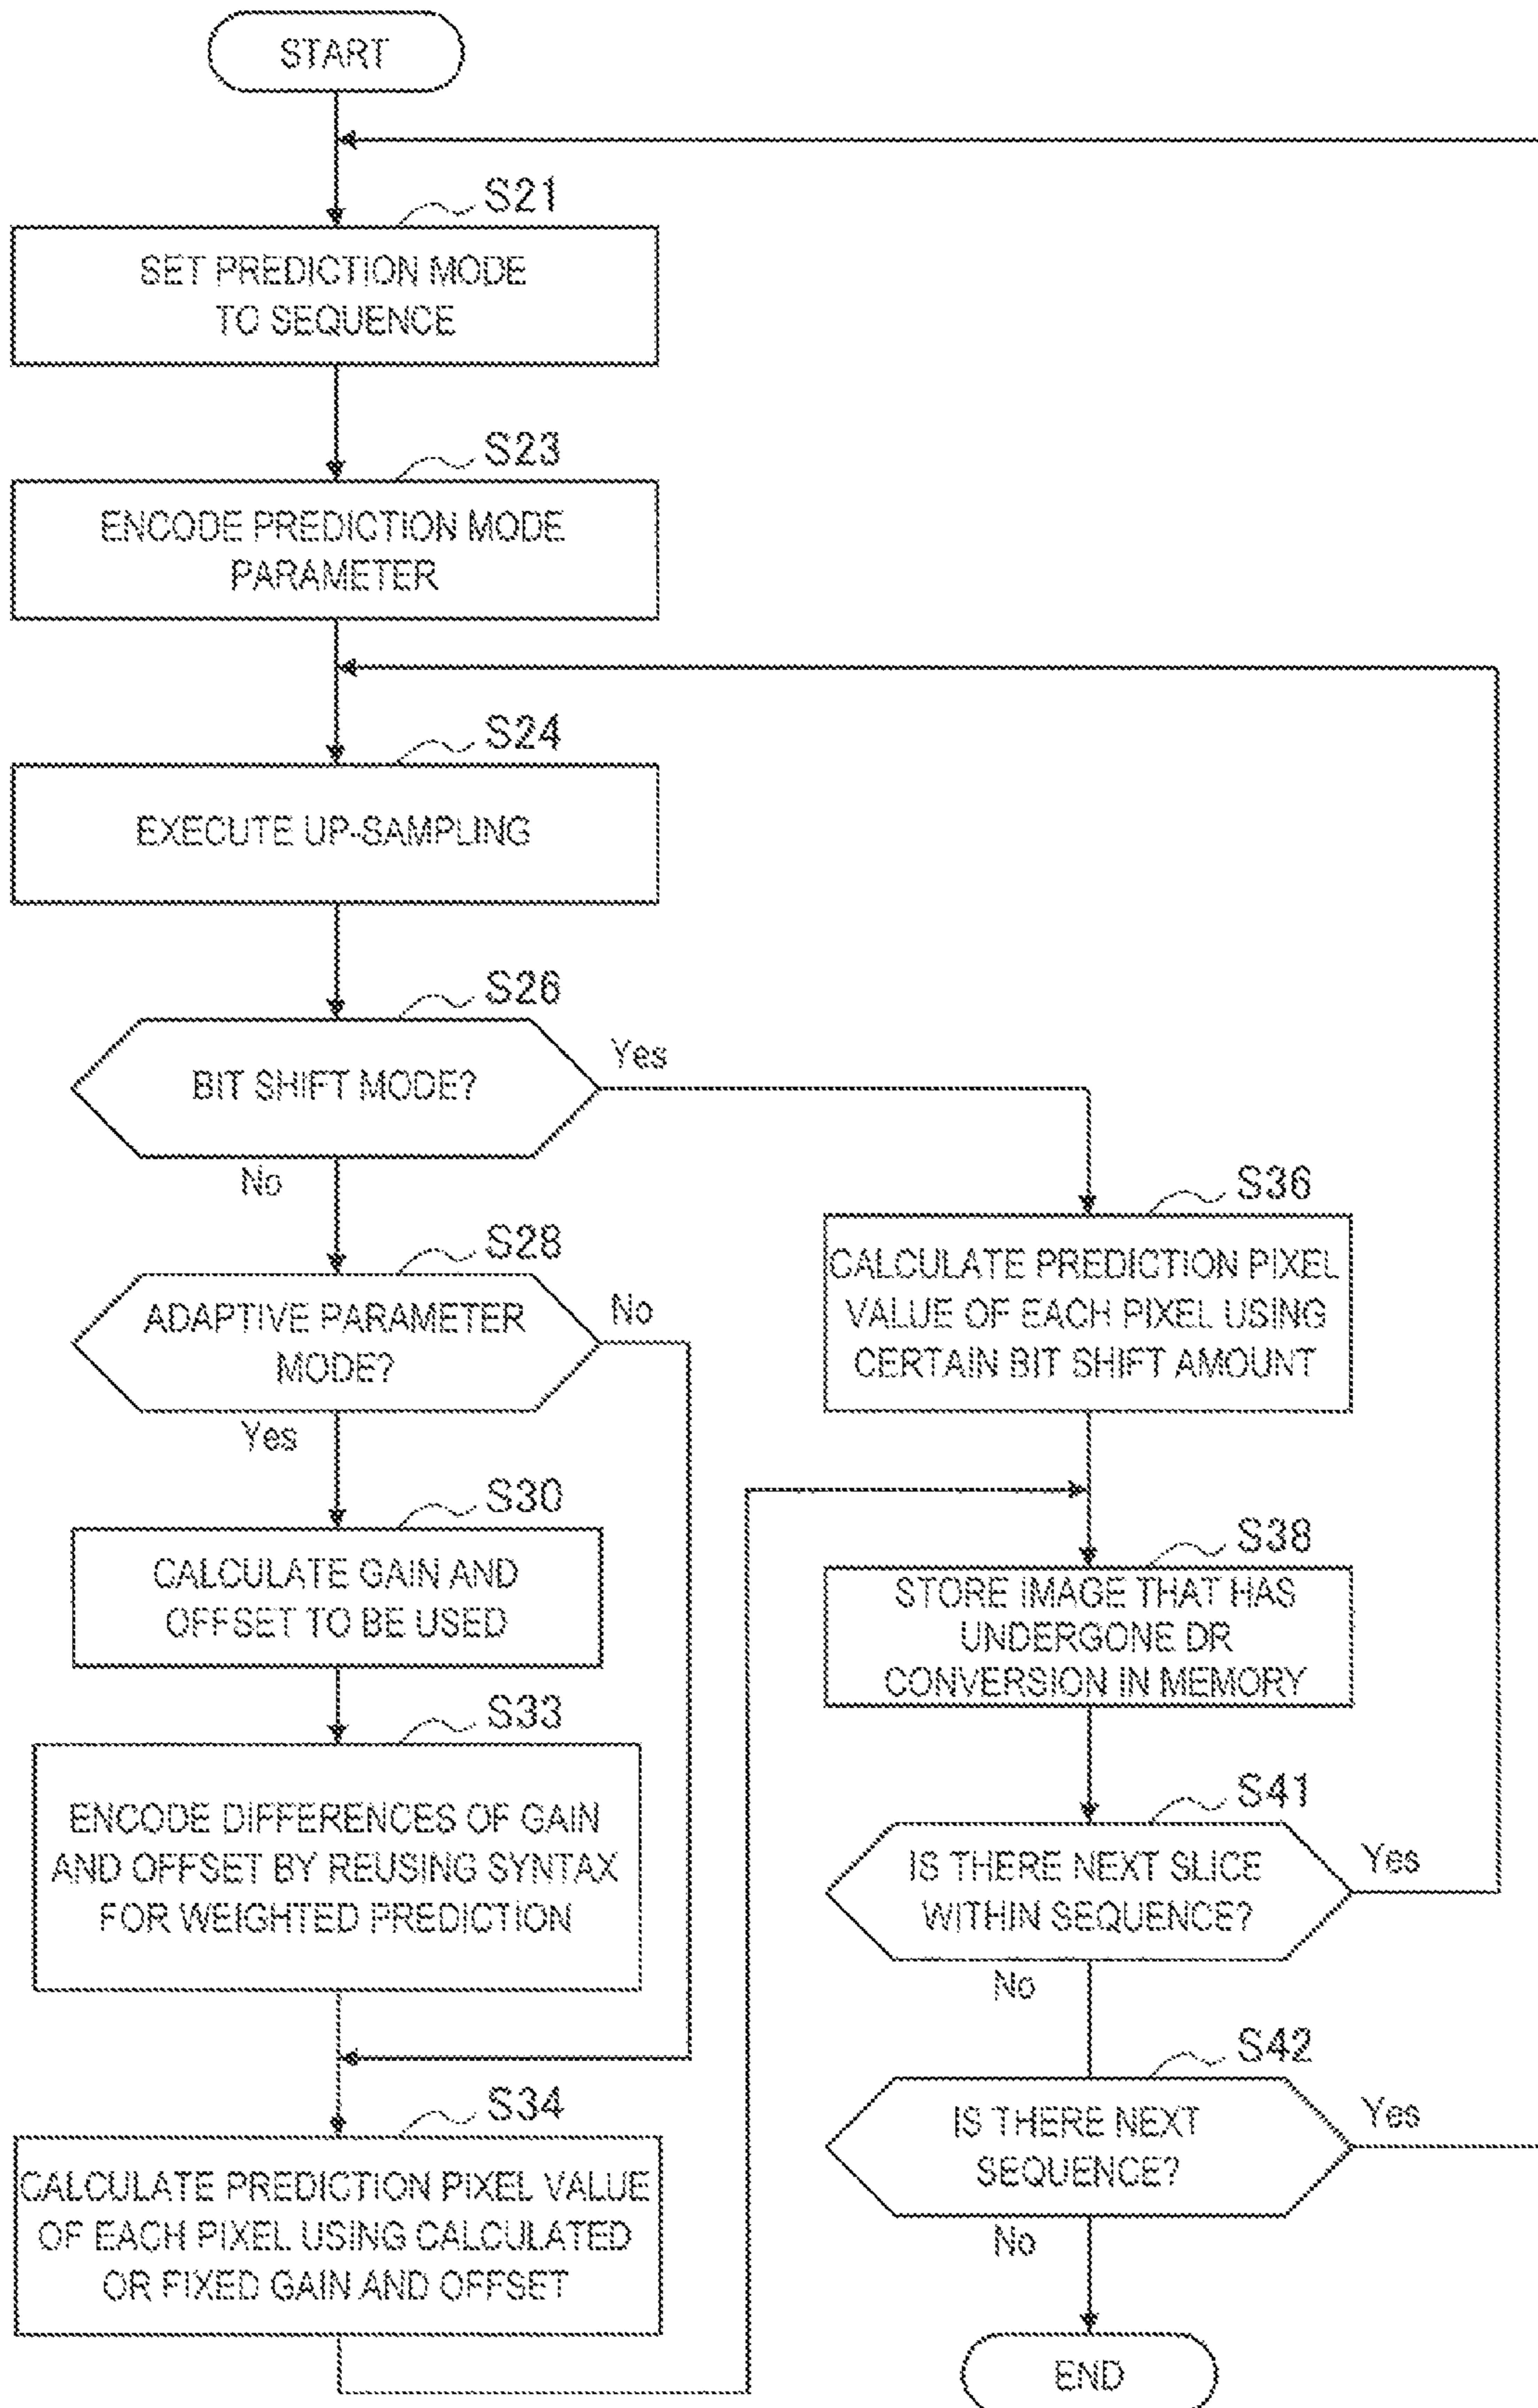 START
S21
SET PREDICTION MODE
TO SEQUENCE
S23
ENCODE PREDICTION MODE
PARAMETER
S24
EXECUTE UP-SAMPLING
S26
BIT SHIFT MODE?
Yes
No
S28
ADAPTIVE PARAMETER
MODE?
No
Yes
S30
CALCULATE GAIN AND
OFFSET TO BE USED
S33
ENCODE DIFFERENCES OF GAIN
AND OFFSET BY REUSING SYNTAX
FOR WEIGHTED PREDICTION
S34
CALCULATE PREDICTION PIXEL VALUE
OF EACH PIXEL USING CALCULATED
OR FIXED GAIN AND OFFSET
S36
CALCULATE PREDICTION PIXEL
VALUE OF EACH PIXEL USING
CERTAIN BIT SHIFT AMOUNT
S38
STORE IMAGE THAT HAS
UNDERGONE DR
CONVERSION IN MEMORY
S41
IS THERE NEXT SLICE
WITHIN SEQUENCE?
Yes
No
S42
IS THERE NEXT
SEQUENCE?
Yes
No
END